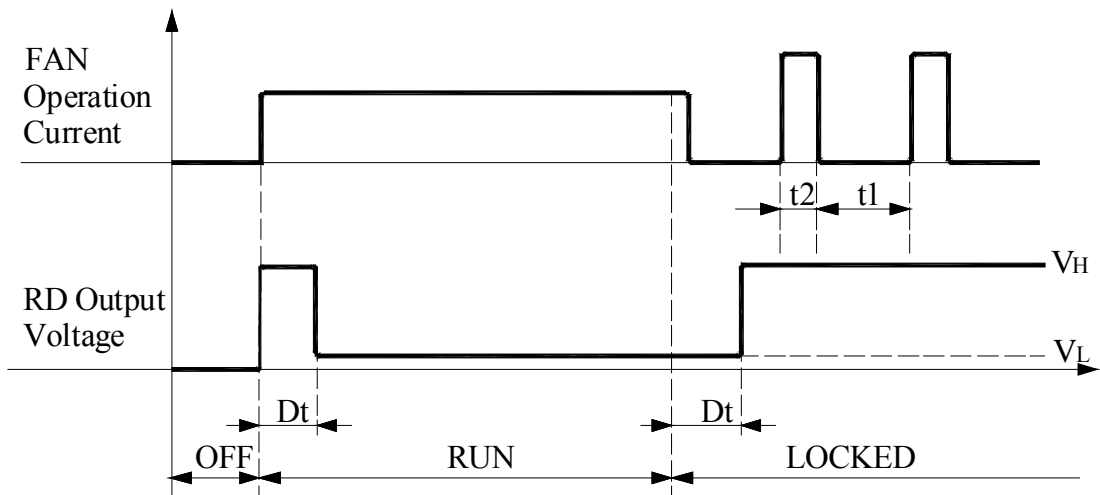 FAN
Operation
Current
t2
t1
RD Output
Voltage
VH
VL
Dt
Dt
OFF
RUN
LOCKED